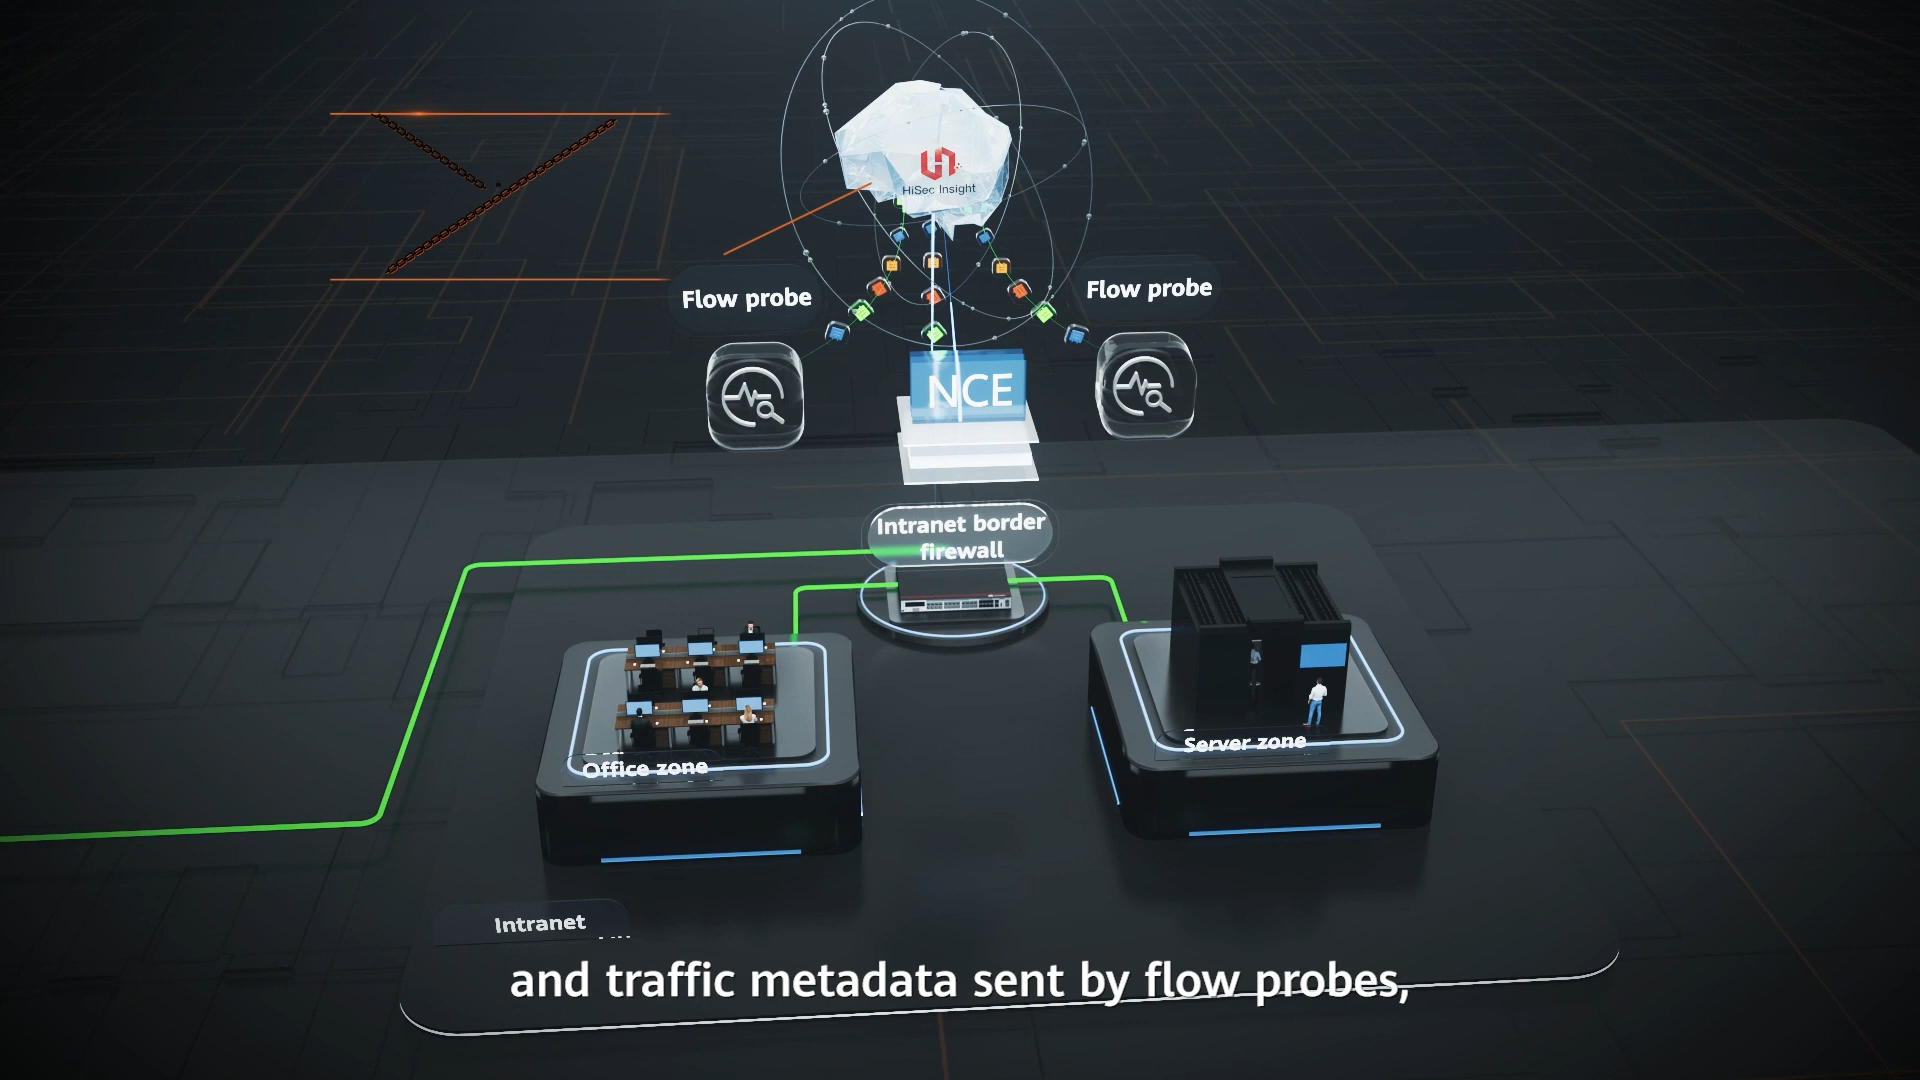 HiSec Insight
Flow probe
Flow probe
NCE
Intranet border
firewall
Server zone
Office zone
Intranet
and traffic metadata sent by flow probes,